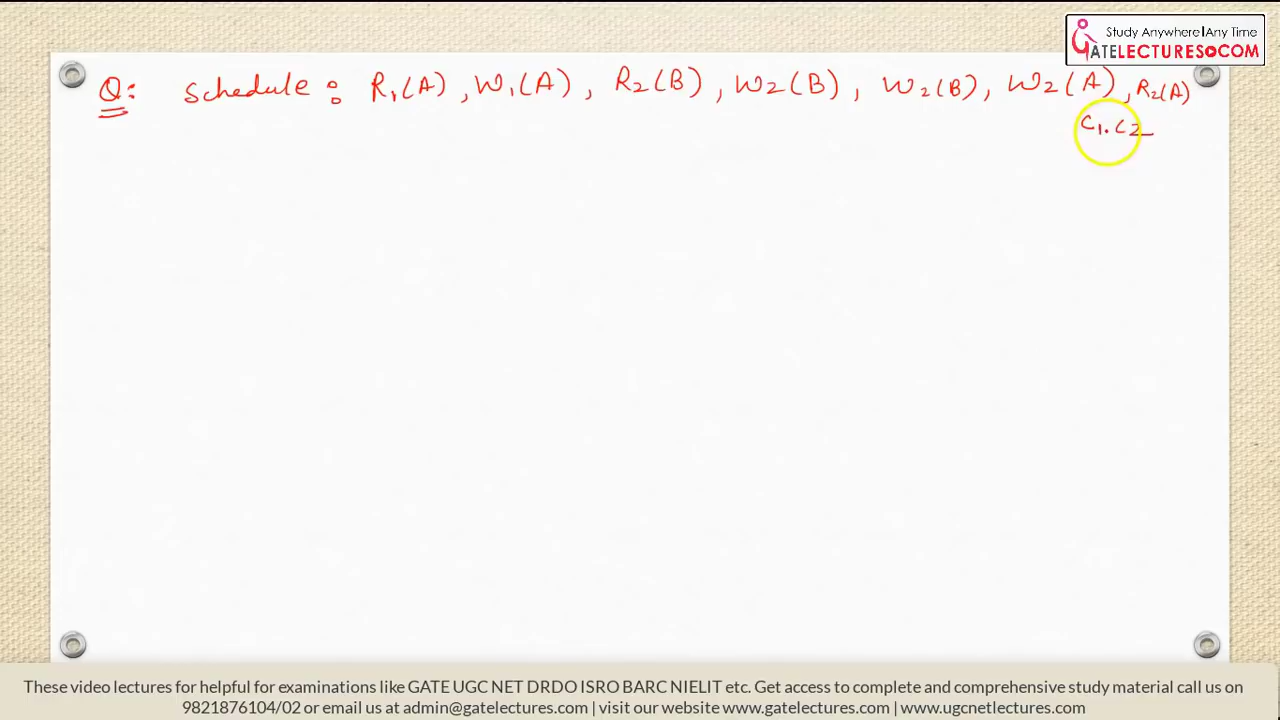 Study Anywhere!Any Time
GATELECTURES.COM
Q: Schedule : R1(A) , W1(A) , R2(B) , W2(B) , W2(B) , W2(A) , R2(A)
C1. C2
These video lectures for helpful for examinations like GATE UGC NET DRDO ISRO BARC NIELIT etc. Get access to complete and comprehensive study material call us on
9821876104/02 or email us at admin@gatelectures.com | visit our website www.gatelectures.com | www.ugcnetlectures.com